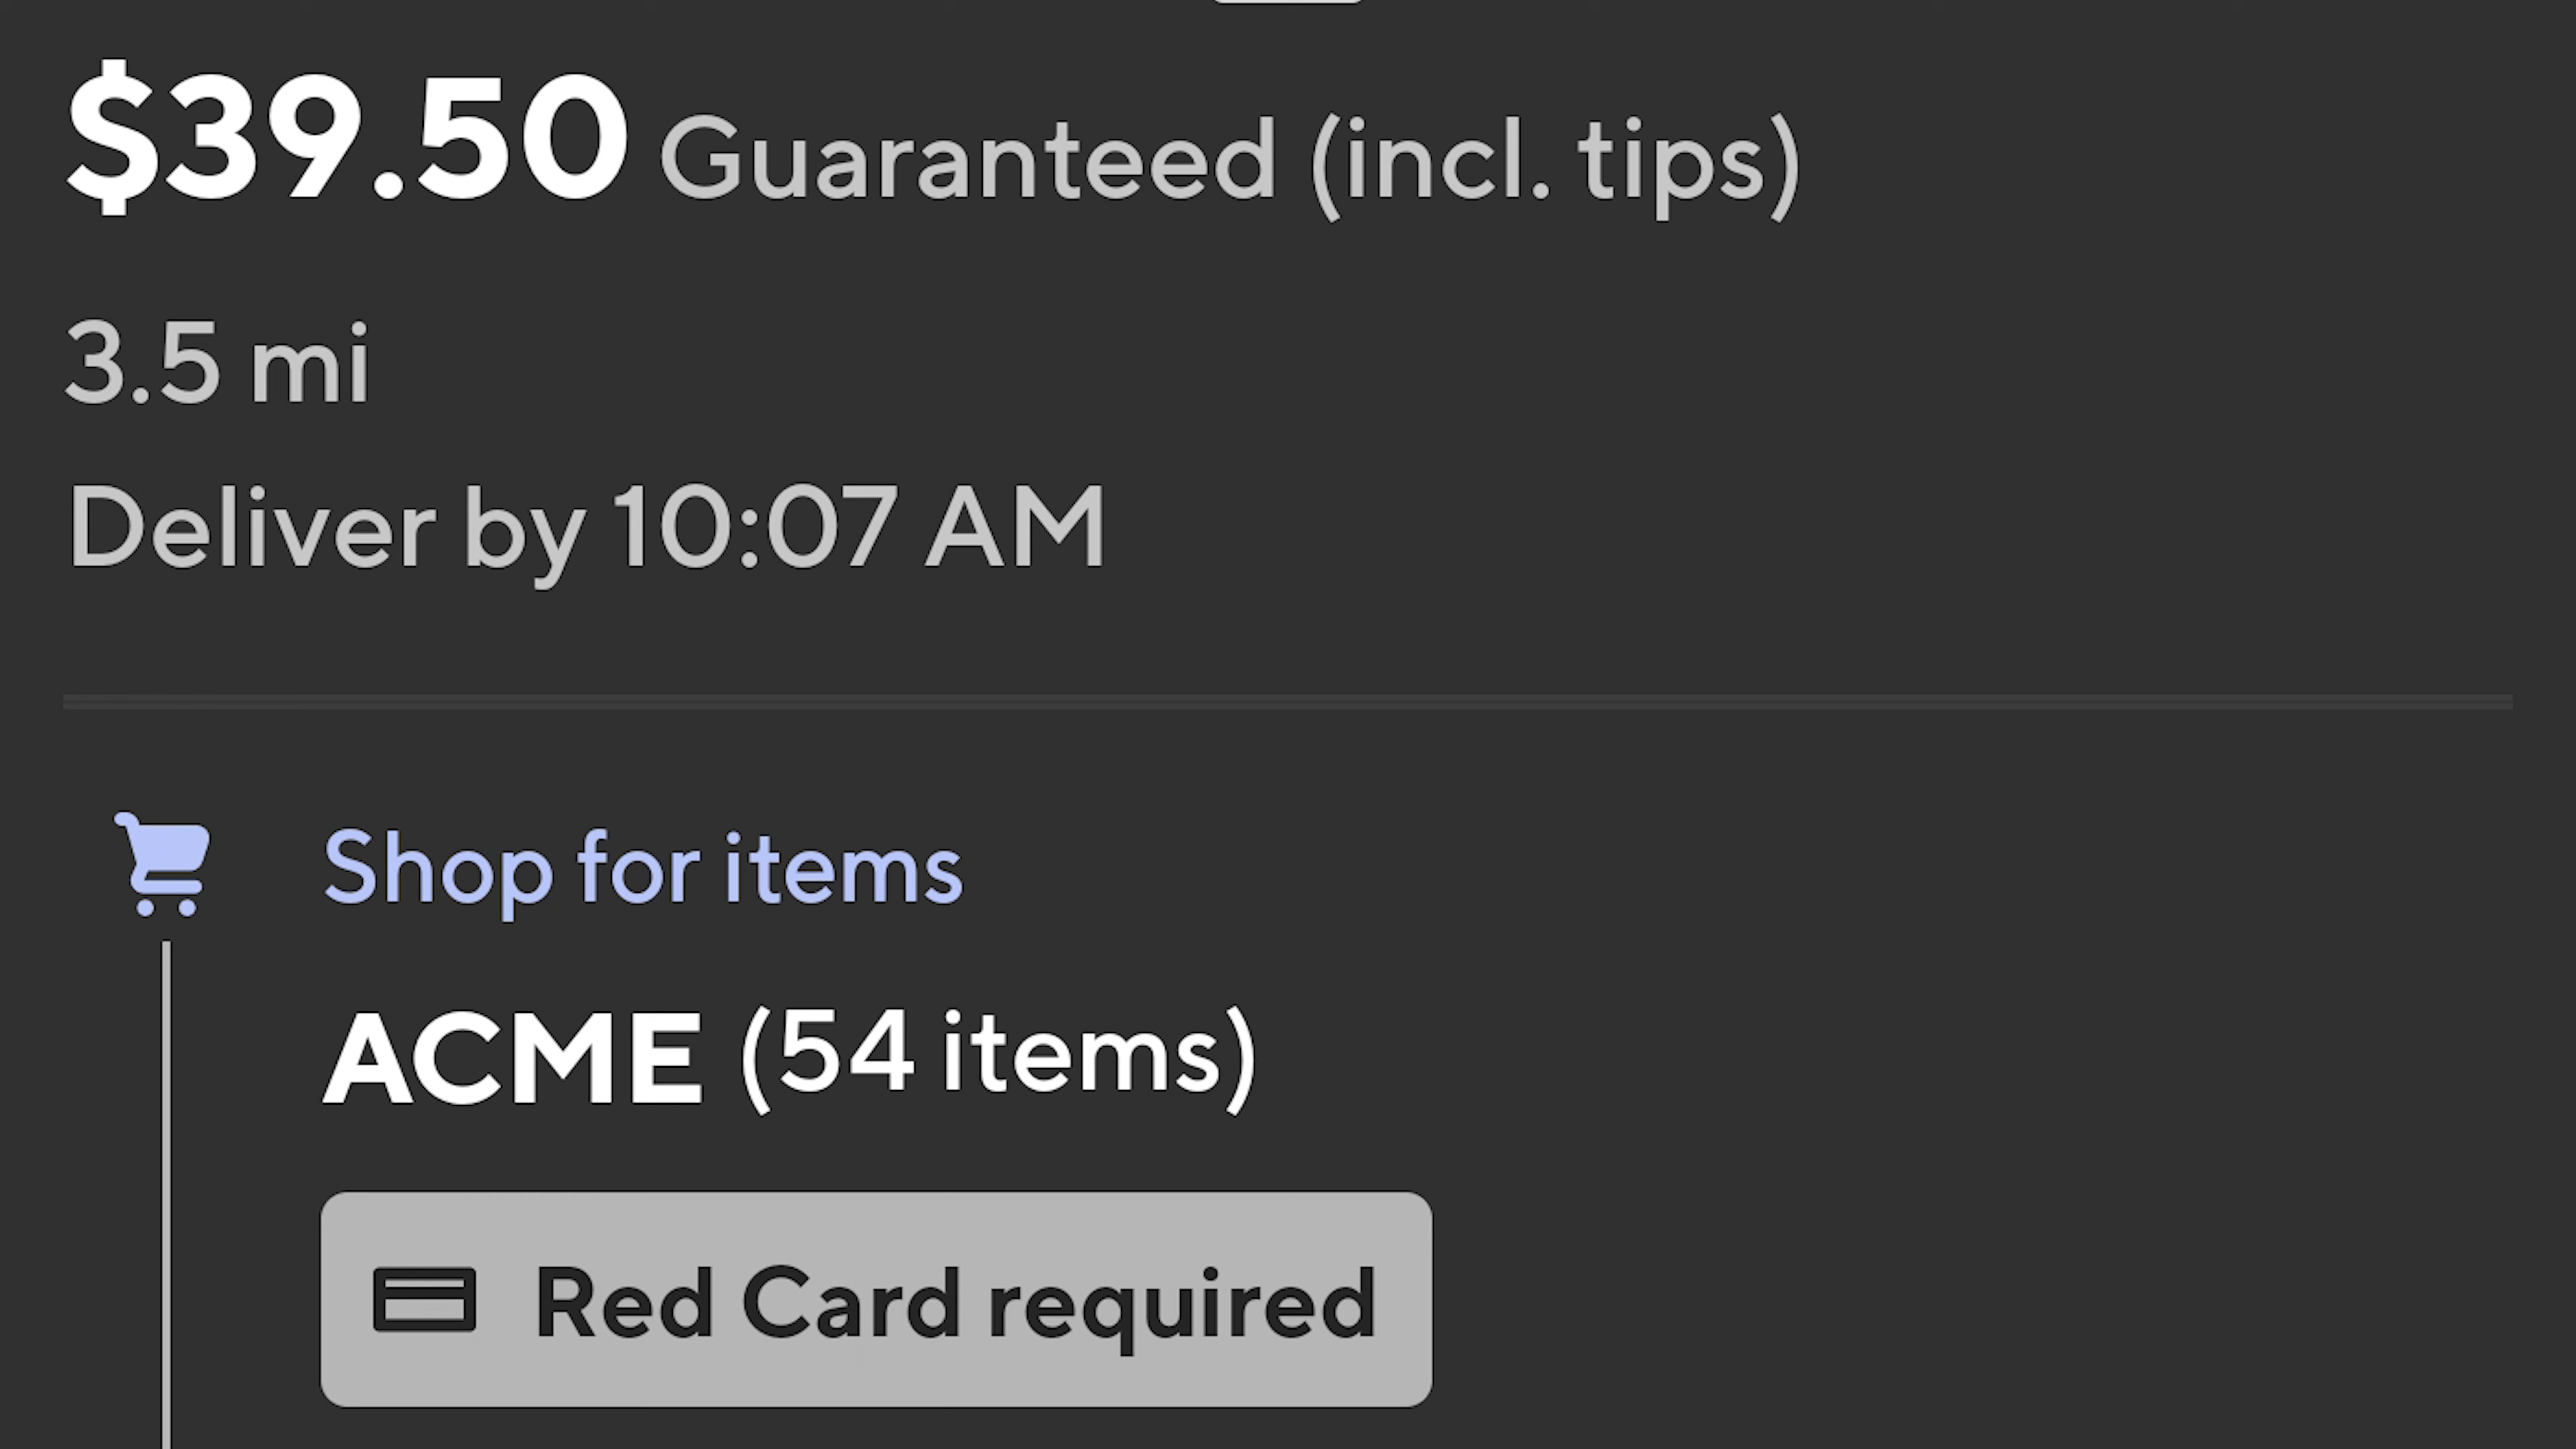 $39.50 Guaranteed (incl. tips)
3.5 mi
Deliver by 10:07 AM
Shop for items
ACME (54 items)
Red Card required